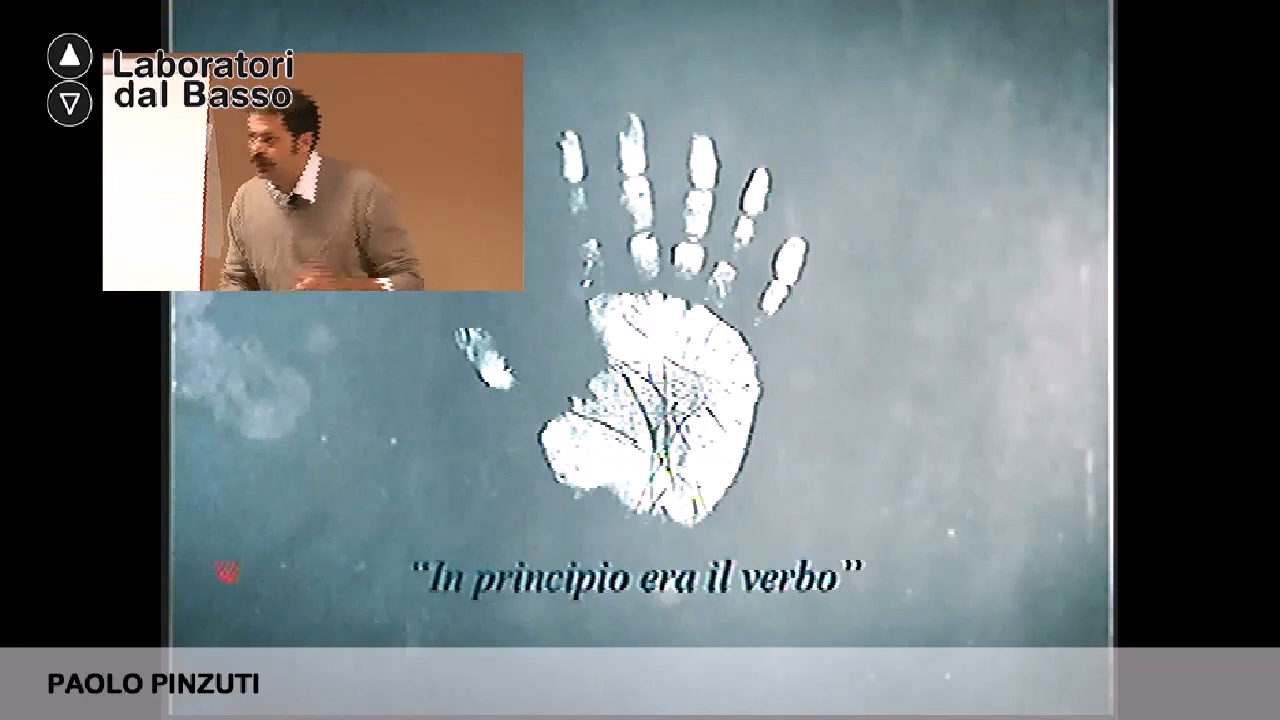 Laboratori
dal Basso
“In principio era il verbo”
PAOLO PINZUTI